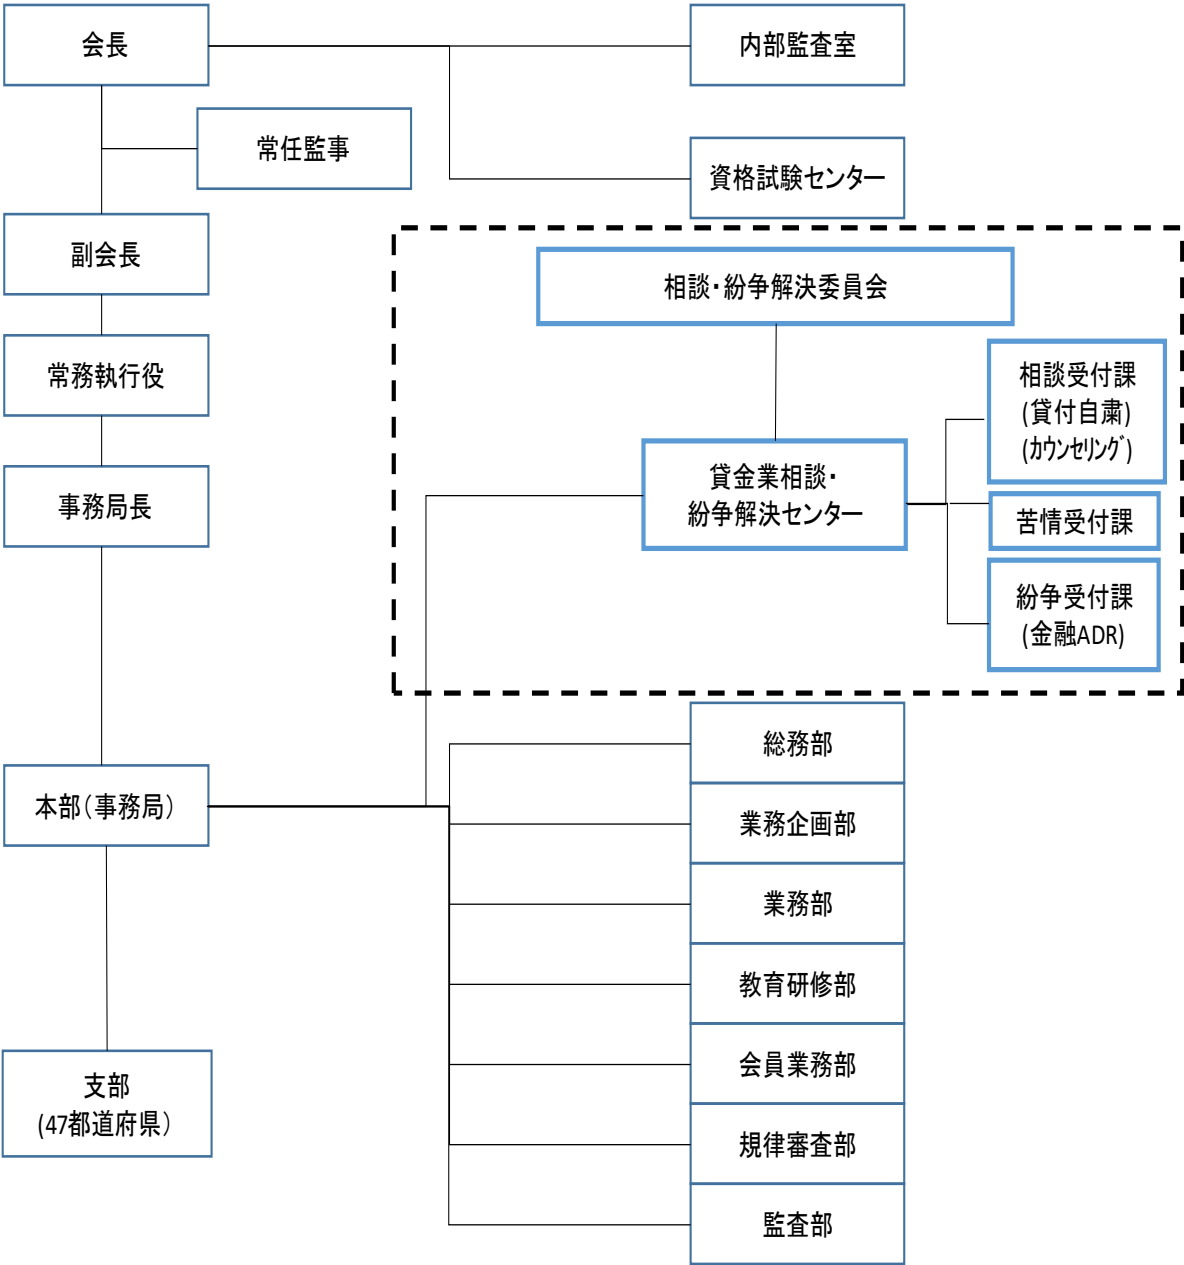 会長
内部監査室
常任監事
資格試験センター
副会長
相談・紛争解決委員会
常務執行役
相談受付課
(貸付自粛)
(ｶｳﾝｾﾘﾝｸﾞ)
事務局長
貸金業相談・
紛争解決センター
苦情受付課
紛争受付課
(金融ADR)
総務部
本部（事務局）
業務企画部
業務部
教育研修部
会員業務部
支部
(47都道府県）
規律審査部
監査部